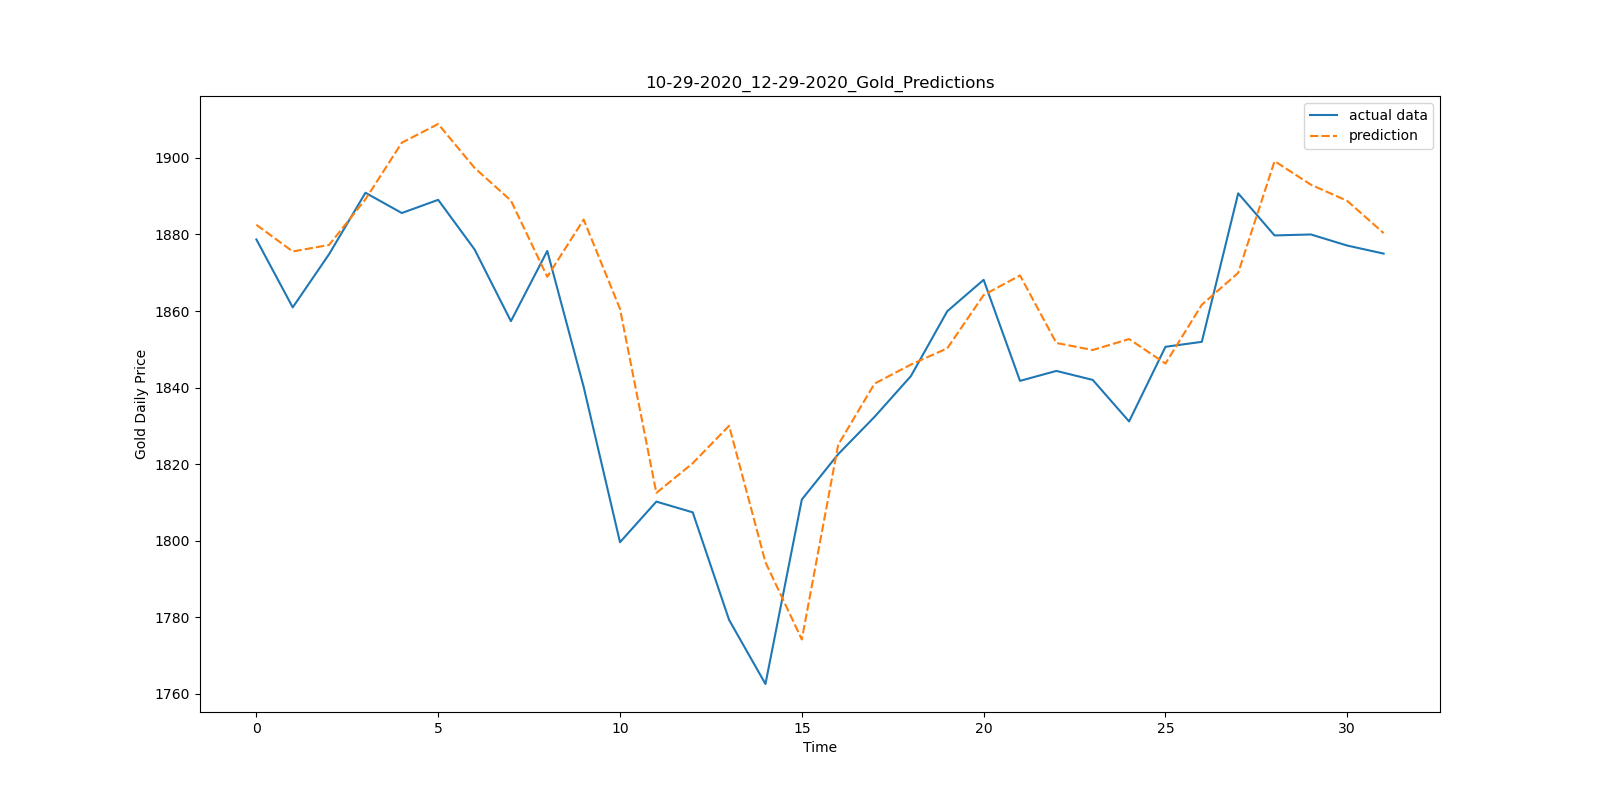 10-29-2020_12-29-2020_Gold_Predictions
actual data
prediction
Gold Daily Price
1900
1880
1860
1840
1820
1800
1780
1760
0 5 10 15 20 25 30
Time